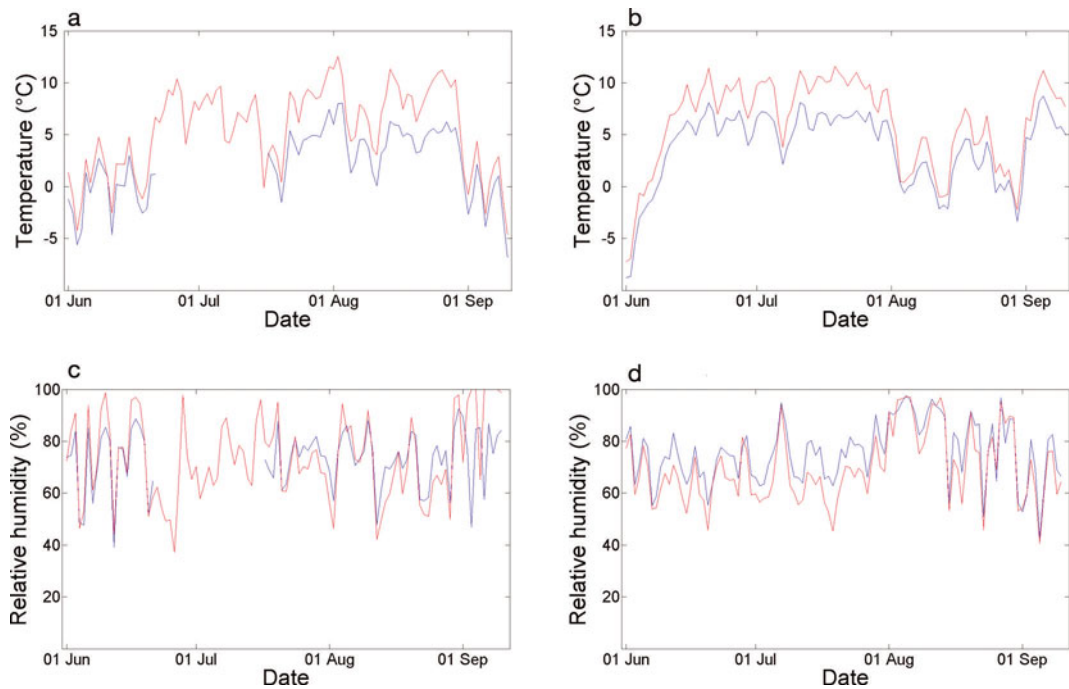 a
Temperature (°C)
15
10
5
0
-5
01 Jun
01 Jul
01 Aug
01 Sep
Date
b
Temperature (°C)
15
10
5
0
-5
01 Jun
01 Jul
01 Aug
01 Sep
Date
c
Relative humidity (%)
100
80
60
40
20
01 Jun
01 Jul
01 Aug
01 Sep
Date
d
Relative humidity (%)
100
80
60
40
20
01 Jun
01 Jul
01 Aug
01 Sep
Date